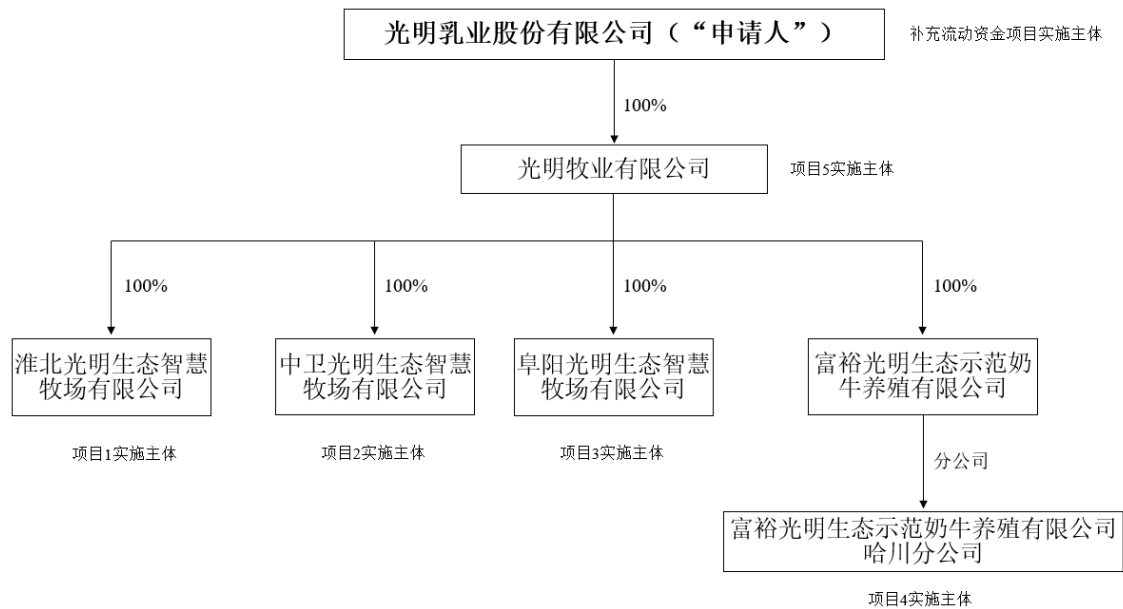 光明乳业股份有限公司（“申请人”）
补充流动资金项目实施主体
100%
光明牧业有限公司
项目5实施主体
100%
100%
100%
100%
淮北光明生态智慧
牧场有限公司
中卫光明生态智慧
牧场有限公司
阜阳光明生态智慧
牧场有限公司
富裕光明生态示范奶
牛养殖有限公司
项目1实施主体
项目2实施主体
项目3实施主体
分公司
富裕光明生态示范奶牛养殖有限公司
哈川分公司
项目4实施主体